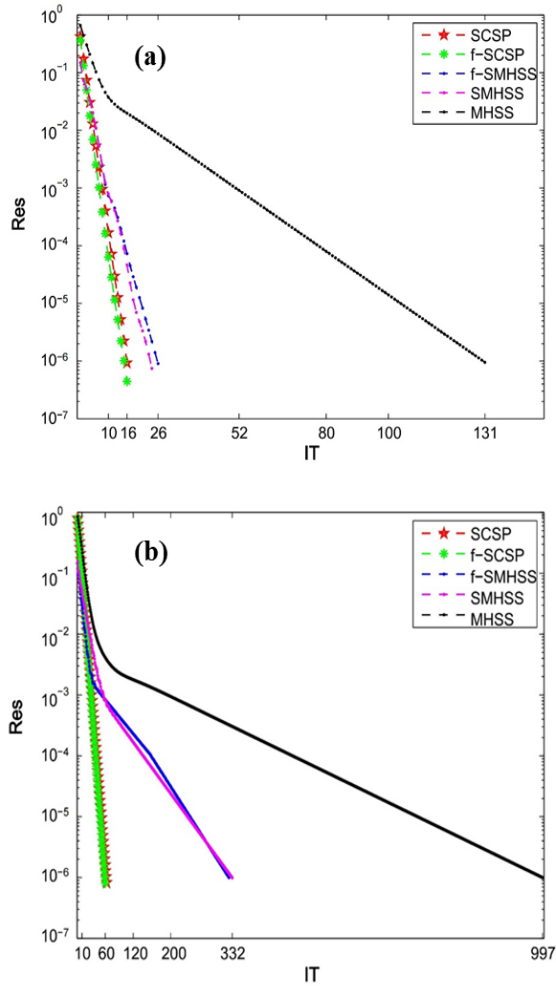 (a)
SCSP
f-SCSP
f-SMHSS
SMHSS
MHSS
Res
10^0
10^-1
10^-2
10^-3
10^-4
10^-5
10^-6
10^-7
10 16 26 52 80 100 131
IT
(b)
SCSP
f-SCSP
f-SMHSS
SMHSS
MHSS
Res
10^0
10^-1
10^-2
10^-3
10^-4
10^-5
10^-6
10^-7
10 60 120 200 332 997
IT